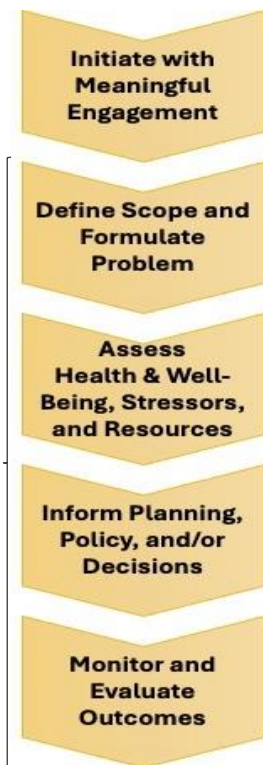 Initiate with
Meaningful
Engagement
Define Scope and
Formulate
Problem
Assess
Health & Well-
Being, Stressors,
and Resources
Inform Planning,
Policy, and/or
Decisions
Monitor and
Evaluate
Outcomes